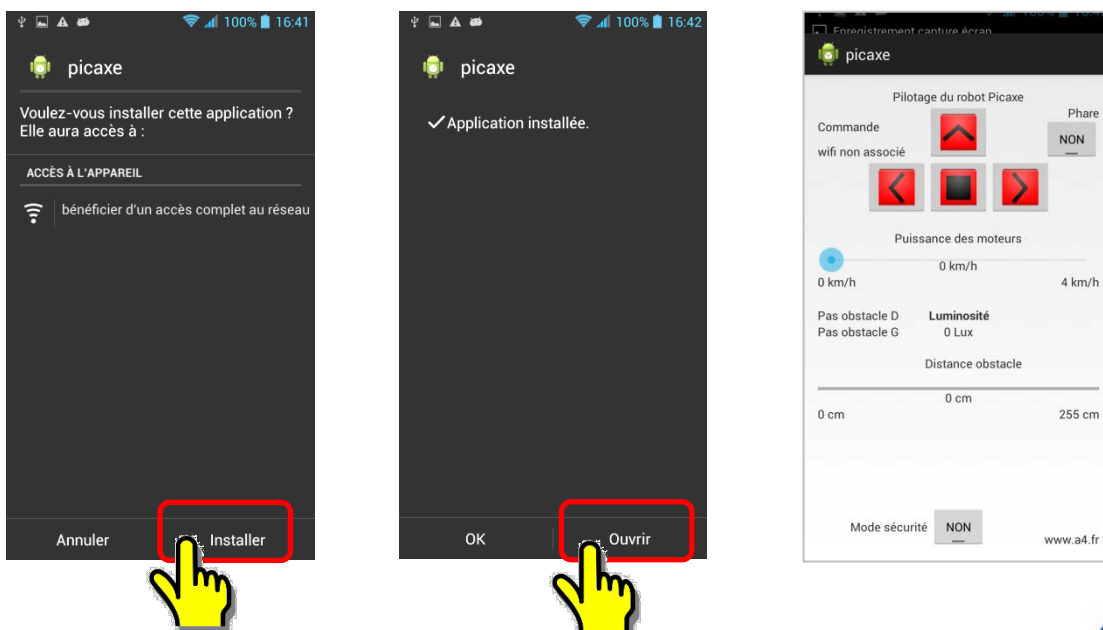 100% 16:41
picaxe
Voulez-vous installer cette application ?
Elle aura accès à :
ACCÈS À L'APPAREIL
bénéficier d'un accès complet au réseau
Annuler
Installer
100% 16:42
picaxe
Application installée.
OK
Ouvrir
Enregistrement capture écran
picaxe
Pilotage du robot Picaxe
Phare
Commande
NON
wifi non associé
Puissance des moteurs
0 km/h
0 km/h 4 km/h
Pas obstacle D Luminosité
Pas obstacle G 0 Lux
Distance obstacle
0 cm
0 cm 255 cm
Mode sécurité NON
www.a4.fr